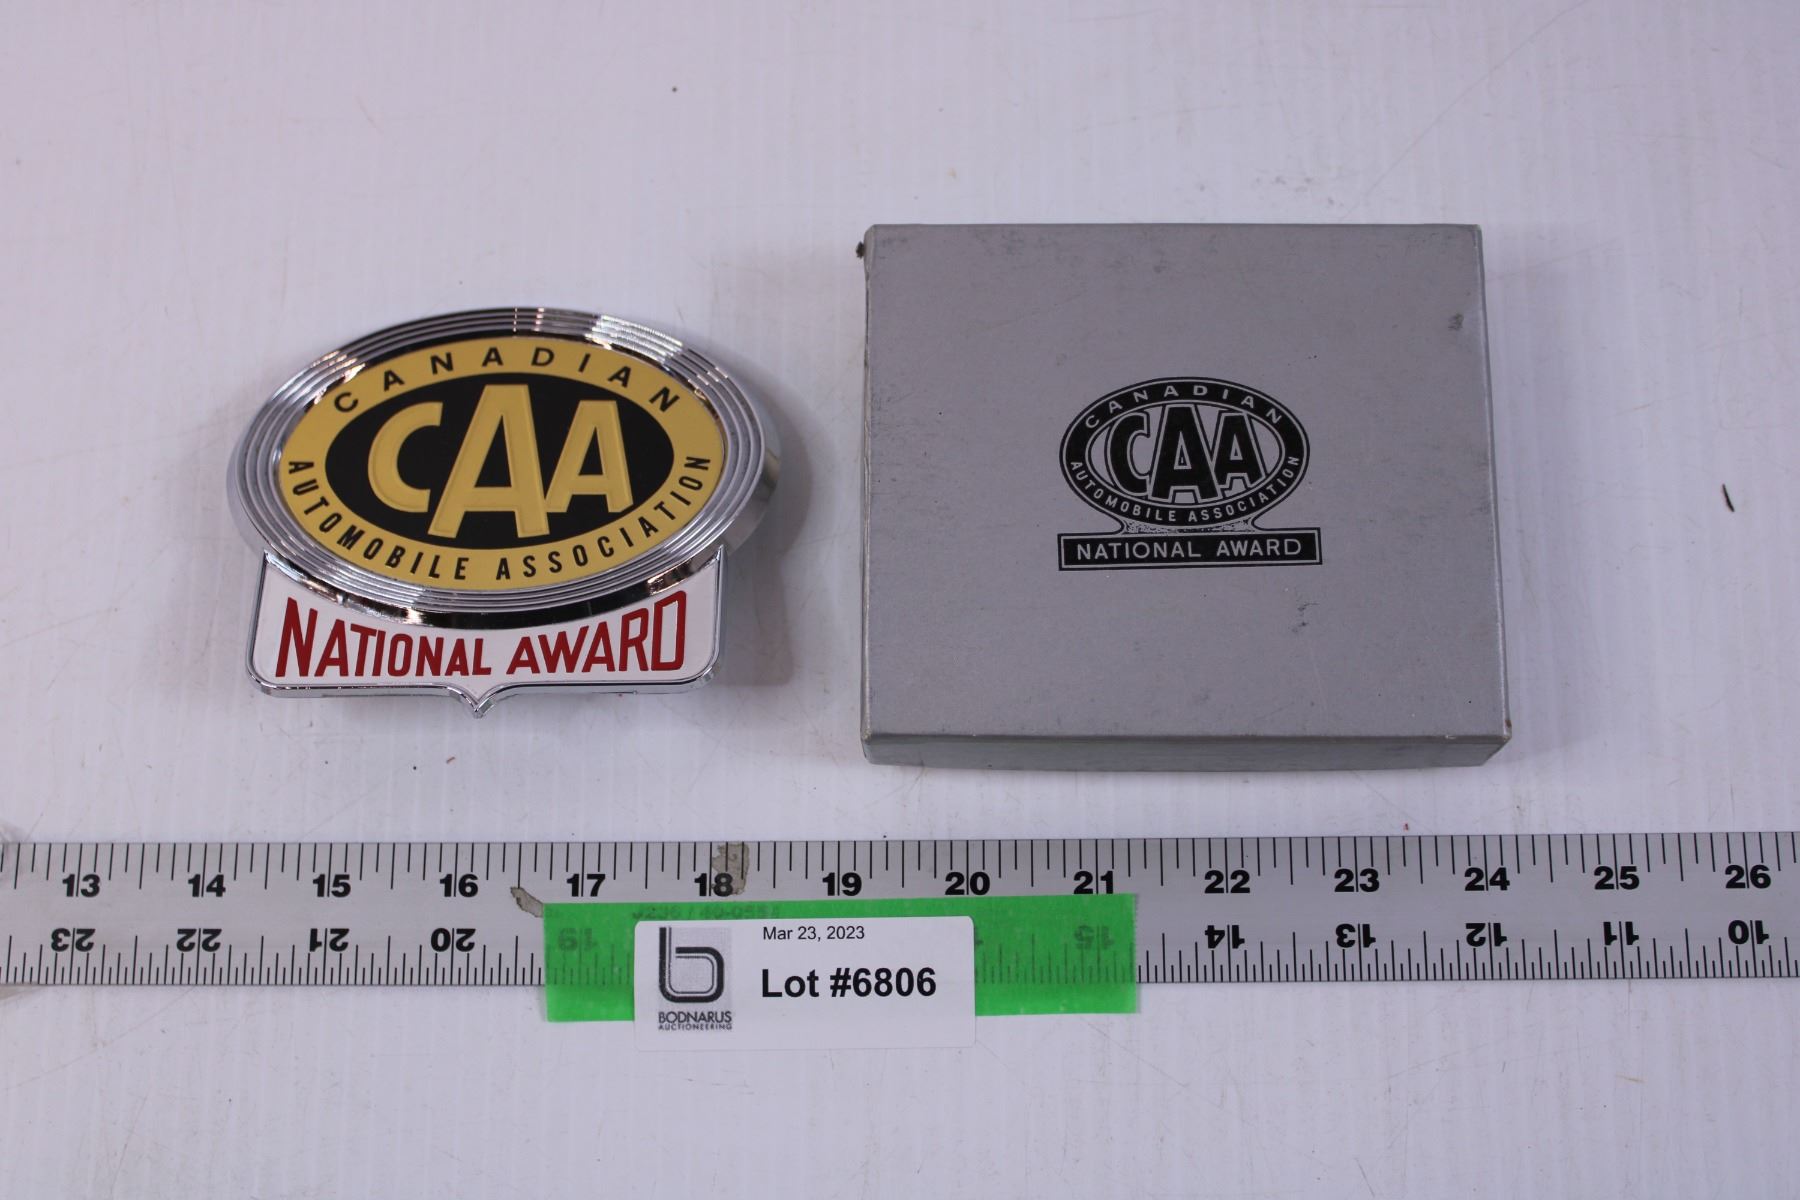 CANADIAN
CAA
AUTOMOBILE ASSOCIATION
NATIONAL AWARD
CANADIAN
CAA
AUTOMOBILE ASSOCIATION
NATIONAL AWARD
13 14 15 16 17 18 19 20 21 22 23 24 25 26
23 22 21 20 19 15 14 13 12 11 10
Mar 23, 2023
Lot #6806
b
BODNARUS
AUCTIONEERING